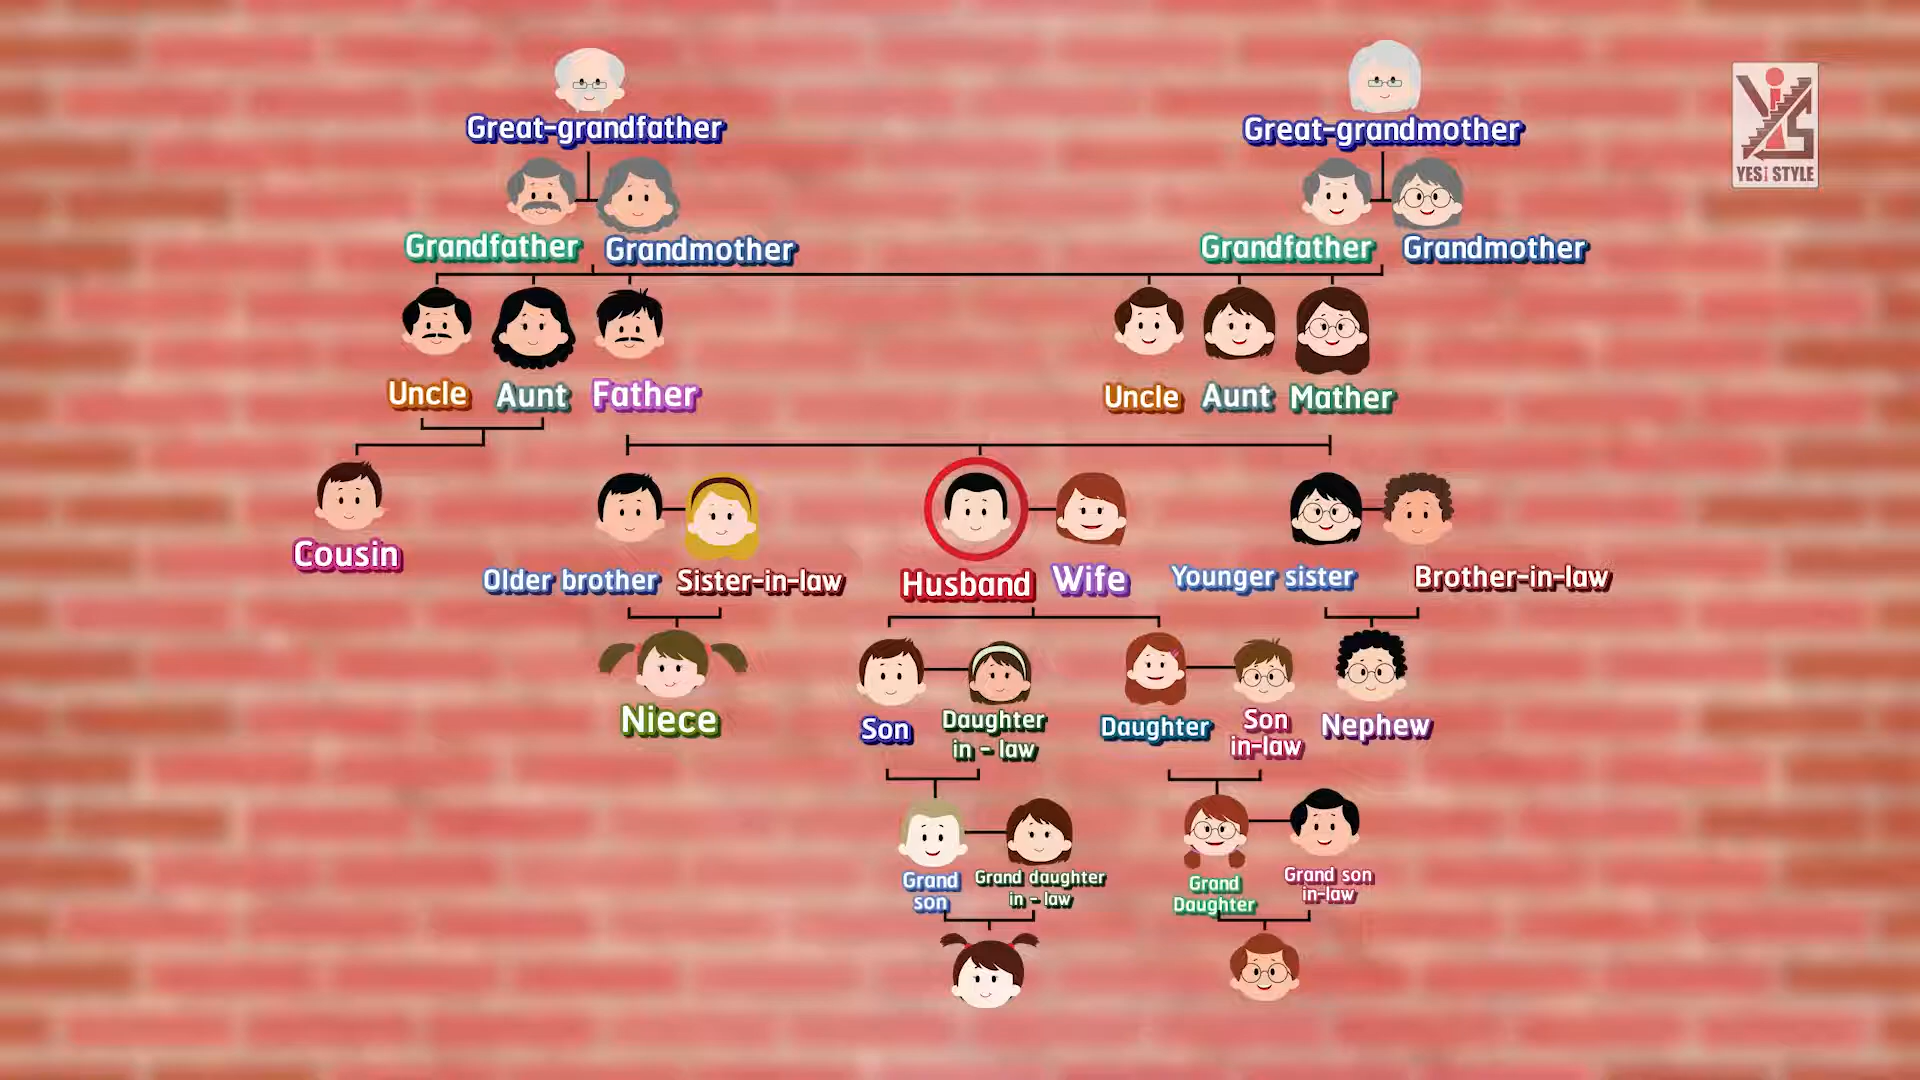 Great-grandfather
Great-grandmother
YES i STYLE
Grandfather
Grandmother
Grandfather
Grandmother
Uncle
Aunt
Father
Uncle
Aunt
Mather
Cousin
Older brother
Sister-in-law
Husband
Wife
Younger sister
Brother-in-law
Niece
Son
Daughter
in - law
Daughter
Son
in-law
Nephew
Grand
son
Grand daughter
in - law
Grand
Daughter
Grand son
in-law